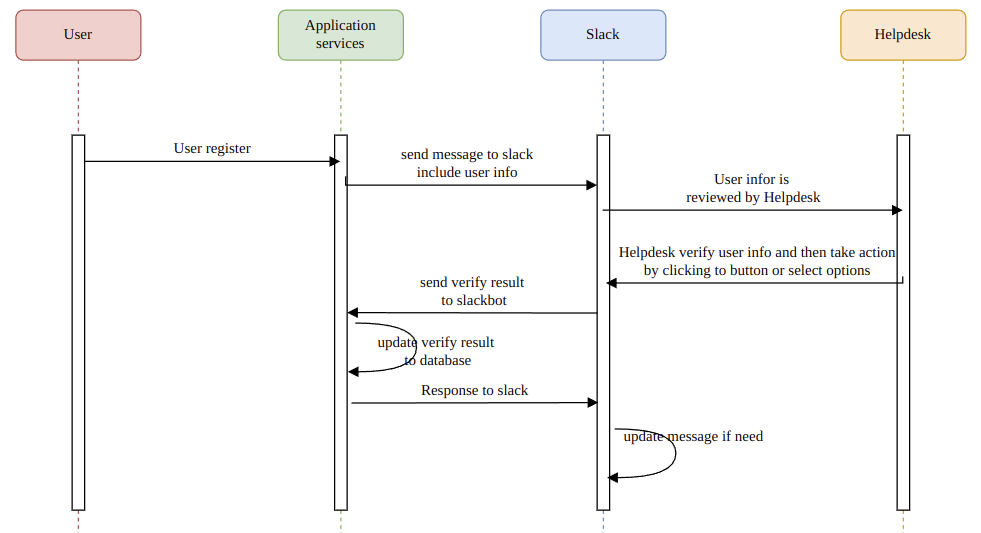 User
Application
services
Slack
Helpdesk
User register
send message to slack
include user info
User infor is
reviewed by Helpdesk
Helpdesk verify user info and then take action
by clicking to button or select options
send verify result
to slackbot
update verify result
to database
Response to slack
update message if need